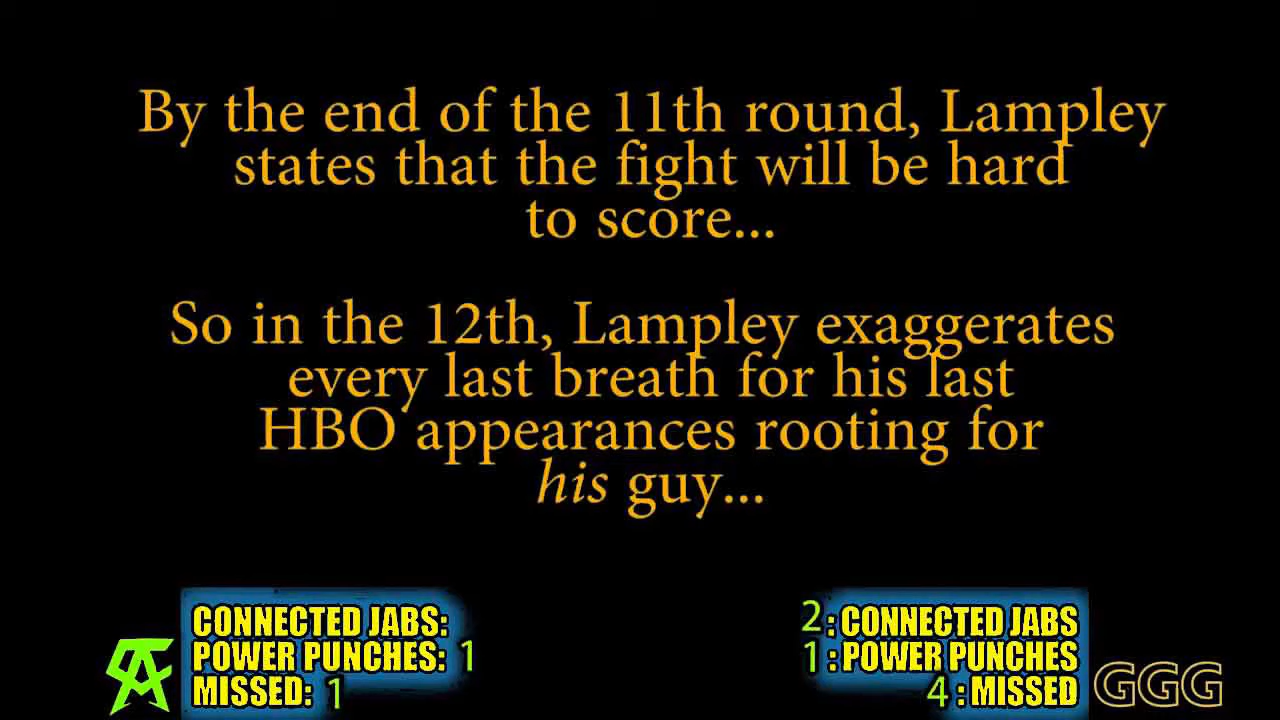 By the end of the 11th round, Lampley
states that the fight will be hard
to score...
So in the 12th, Lampley exaggerates
every last breath for his last
HBO appearances rooting for
his guy...
CONNECTED JABS:
POWER PUNCHES: 1
MISSED: 1
2 : CONNECTED JABS
1 : POWER PUNCHES
4 : MISSED
GGG